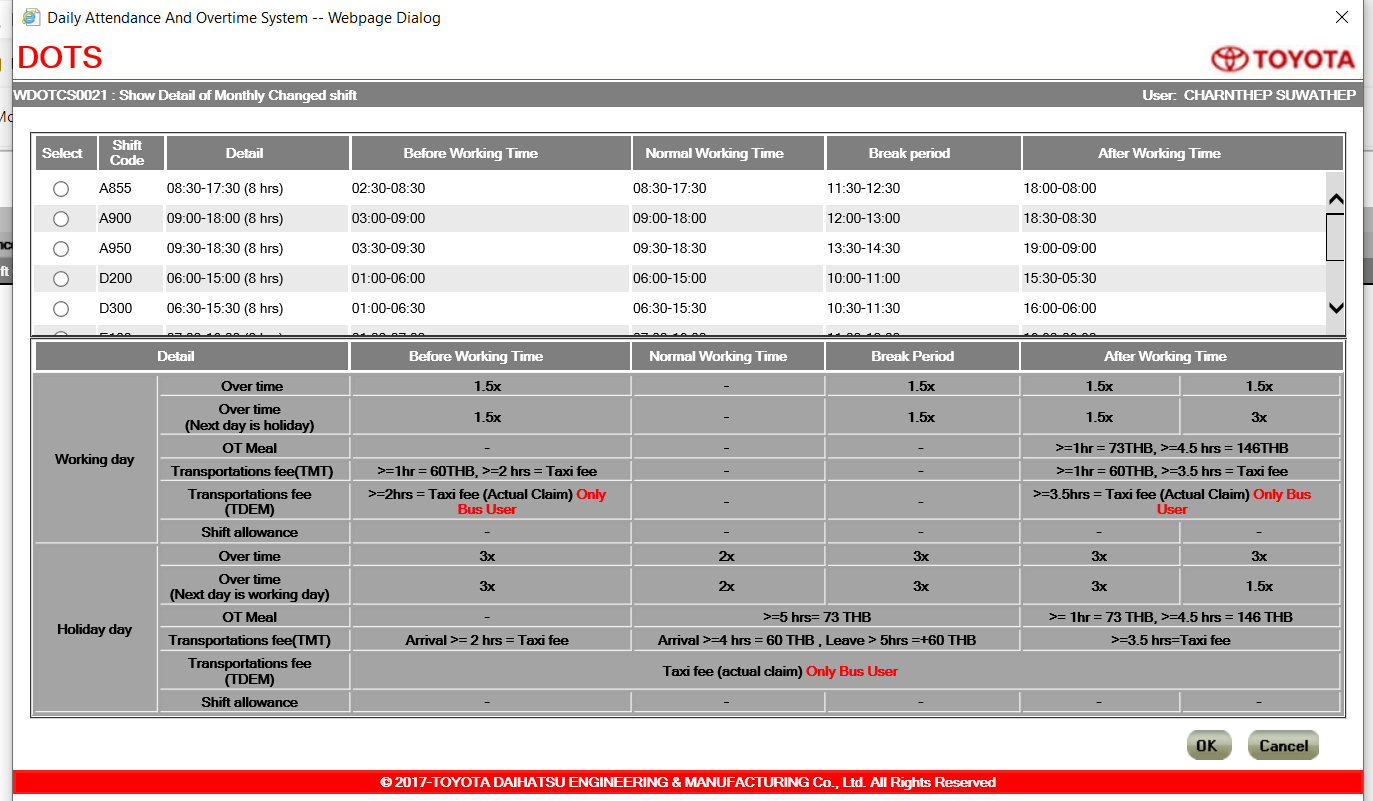 Daily Attendance And Overtime System -- Webpage Dialog
DOTS
TOYOTA
WDOTCS0021 : Show Detail of Monthly Changed shift User: CHARNTHEP SUWATHEP
Select Shift Code Detail Before Working Time Normal Working Time Break period After Working Time
A855 08:30-17:30 (8 hrs) 02:30-08:30 08:30-17:30 11:30-12:30 18:00-08:00
A900 09:00-18:00 (8 hrs) 03:00-09:00 09:00-18:00 12:00-13:00 18:30-08:30
A950 09:30-18:30 (8 hrs) 03:30-09:30 09:30-18:30 13:30-14:30 19:00-09:00
D200 06:00-15:00 (8 hrs) 01:00-06:00 06:00-15:00 10:00-11:00 15:30-05:30
D300 06:30-15:30 (8 hrs) 01:00-06:30 06:30-15:30 10:30-11:30 16:00-06:00
Detail Before Working Time Normal Working Time Break Period After Working Time
Working day
Over time 1.5x - 1.5x 1.5x 1.5x
Over time (Next day is holiday) 1.5x - 1.5x 1.5x 3x
OT Meal - - - >=1hr = 73THB, >=4.5 hrs = 146THB
Transportations fee(TMT) >=1hr = 60THB, >=2 hrs = Taxi fee - - >=1hr = 60THB, >=3.5 hrs = Taxi fee
Transportations fee (TDEM) >=2hrs = Taxi fee (Actual Claim) Only Bus User - - >=3.5hrs = Taxi fee (Actual Claim) Only Bus User
Shift allowance - - - - -
Holiday day
Over time 3x 2x 3x 3x 3x
Over time (Next day is working day) 3x 2x 3x 3x 1.5x
OT Meal - >=5 hrs= 73 THB >= 1hr = 73 THB, >=4.5 hrs = 146 THB
Transportations fee(TMT) Arrival >= 2 hrs = Taxi fee Arrival >=4 hrs = 60 THB , Leave > 5hrs =+60 THB >=3.5 hrs=Taxi fee
Transportations fee (TDEM) Taxi fee (actual claim) Only Bus User
Shift allowance - - - - -
OK Cancel
© 2017-TOYOTA DAIHATSU ENGINEERING & MANUFACTURING Co., Ltd. All Rights Reserved